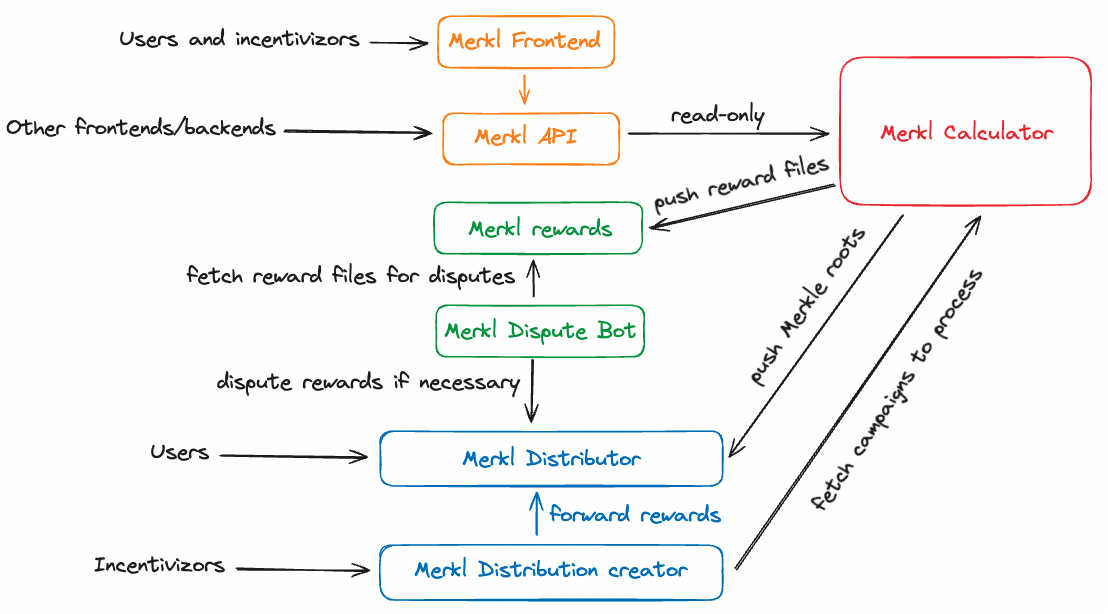 Users and incentivizors
Merkl Frontend
Other frontends/backends
Merkl API
read-only
Merkl Calculator
push reward files
Merkl rewards
fetch reward files for disputes
Merkl Dispute Bot
push Merkle roots
fetch campaigns to process
dispute rewards if necessary
Users
Merkl Distributor
forward rewards
Incentivizors
Merkl Distribution creator